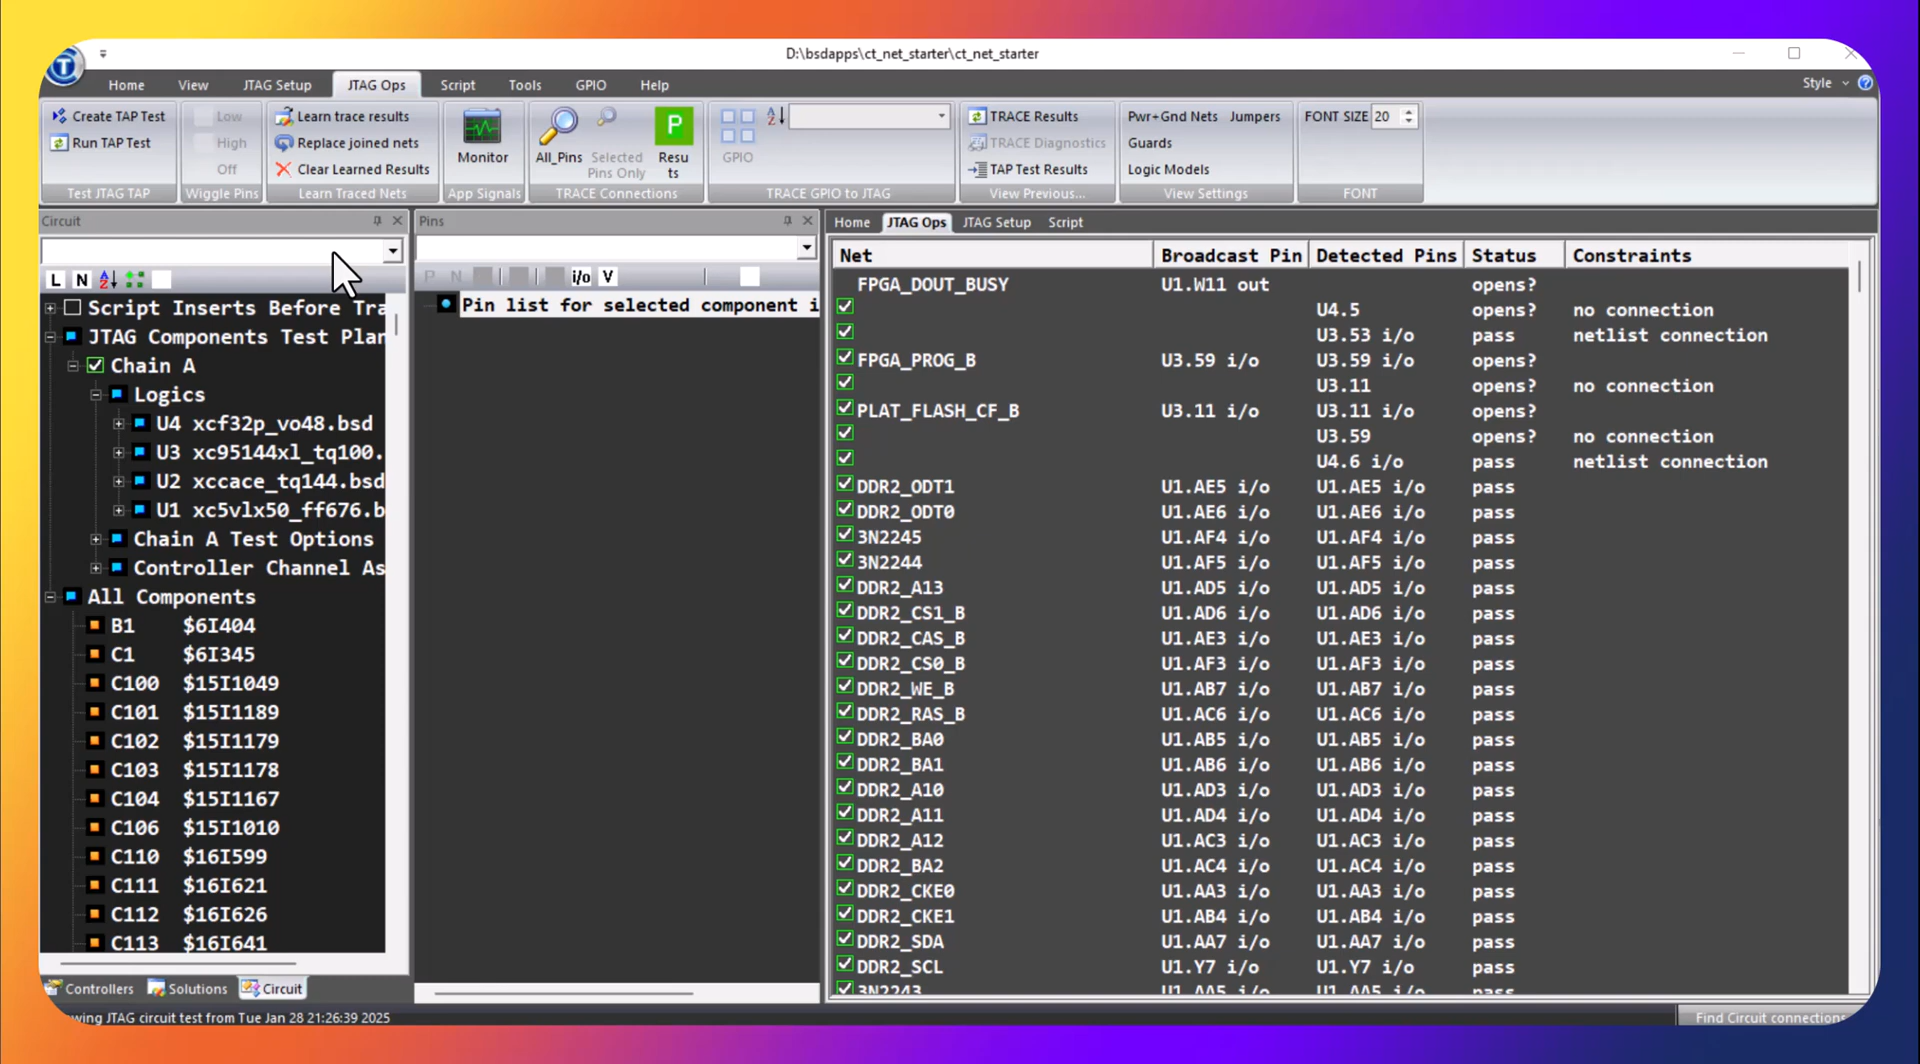 D:\bsdapps\ct_net_starter\ct_net_starter
Home View JTAG Setup JTAG Ops Script Tools GPIO Help Style
Create TAP Test
Run TAP Test
Test JTAG TAP
Low
High
Off
Wiggle Pins
Learn trace results
Replace joined nets
Clear Learned Results
Learn Traced Nets
Monitor
App Signals
All_Pins
Selected
Pins Only
P
Resu
ts
TRACE Connections
GPIO
TRACE GPIO to JTAG
TRACE Results
TRACE Diagnostics
TAP Test Results
View Previous...
Pwr+Gnd Nets Jumpers
Guards
Logic Models
View Settings
FONT SIZE 20
FONT
Circuit
L N
Script Inserts Before Tra
JTAG Components Test Plan
Chain A
Logics
U4 xcf32p_vo48.bsd
U3 xc95144xl_tq100.
U2 xccace_tq144.bsd
U1 xc5vlx50_ff676.b
Chain A Test Options
Controller Channel As
All Components
B1 $6I404
C1 $6I345
C100 $15I1049
C101 $15I1189
C102 $15I1179
C103 $15I1178
C104 $15I1167
C106 $15I1010
C110 $16I599
C111 $16I621
C112 $16I626
C113 $16I641
Controllers Solutions Circuit
Pins
P N i/o V
Pin list for selected component i
Home JTAG Ops JTAG Setup Script
Net Broadcast Pin Detected Pins Status Constraints
FPGA_DOUT_BUSY U1.W11 out opens?
U4.5 opens? no connection
U3.53 i/o pass netlist connection
FPGA_PROG_B U3.59 i/o U3.59 i/o opens?
U3.11 opens? no connection
PLAT_FLASH_CF_B U3.11 i/o U3.11 i/o opens?
U3.59 opens? no connection
U4.6 i/o pass netlist connection
DDR2_ODT1 U1.AE5 i/o U1.AE5 i/o pass
DDR2_ODT0 U1.AE6 i/o U1.AE6 i/o pass
3N2245 U1.AF4 i/o U1.AF4 i/o pass
3N2244 U1.AF5 i/o U1.AF5 i/o pass
DDR2_A13 U1.AD5 i/o U1.AD5 i/o pass
DDR2_CS1_B U1.AD6 i/o U1.AD6 i/o pass
DDR2_CAS_B U1.AE3 i/o U1.AE3 i/o pass
DDR2_CS0_B U1.AF3 i/o U1.AF3 i/o pass
DDR2_WE_B U1.AB7 i/o U1.AB7 i/o pass
DDR2_RAS_B U1.AC6 i/o U1.AC6 i/o pass
DDR2_BA0 U1.AB5 i/o U1.AB5 i/o pass
DDR2_BA1 U1.AB6 i/o U1.AB6 i/o pass
DDR2_A10 U1.AD3 i/o U1.AD3 i/o pass
DDR2_A11 U1.AD4 i/o U1.AD4 i/o pass
DDR2_A12 U1.AC3 i/o U1.AC3 i/o pass
DDR2_BA2 U1.AC4 i/o U1.AC4 i/o pass
DDR2_CKE0 U1.AA3 i/o U1.AA3 i/o pass
DDR2_CKE1 U1.AB4 i/o U1.AB4 i/o pass
DDR2_SDA U1.AA7 i/o U1.AA7 i/o pass
DDR2_SCL U1.Y7 i/o U1.Y7 i/o pass
3N2243 U1.AA5 i/o U1.AA5 i/o pass
wing JTAG circuit test from Tue Jan 28 21:26:39 2025
Find Circuit connections